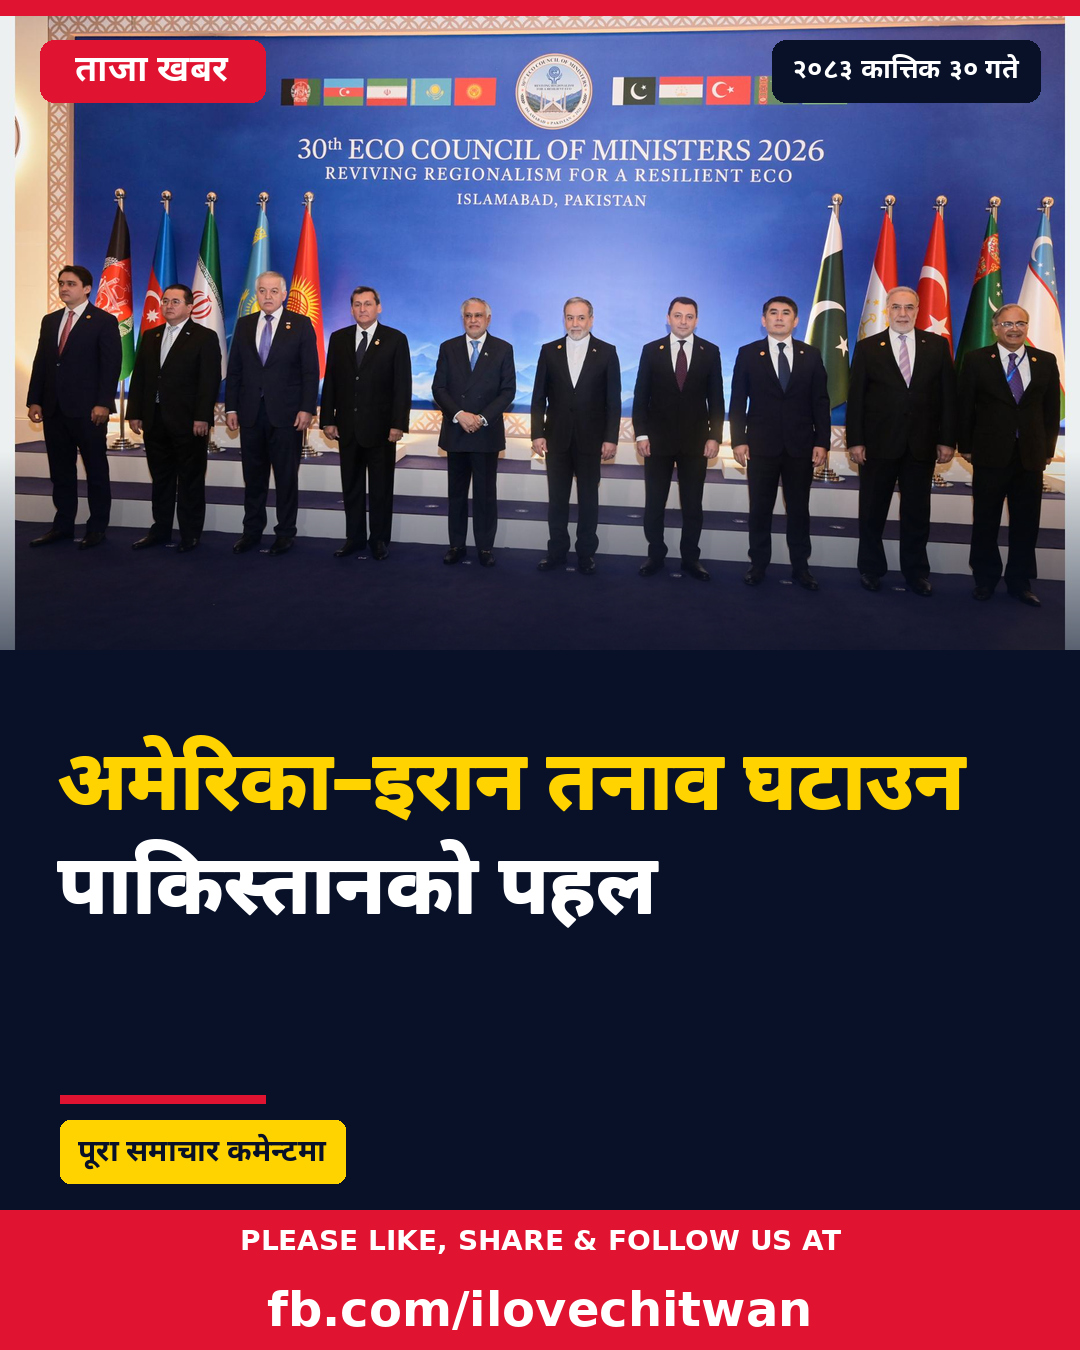 ताजा खबर
२०८३ कात्तिक ३० गते
30th ECO COUNCIL OF MINISTERS 2026
REVIVING REGIONALISM FOR A RESILIENT ECO
ISLAMABAD, PAKISTAN
अमेरिका–इरान तनाव घटाउन
पाकिस्तानको पहल
पूरा समाचार कमेन्टमा
PLEASE LIKE, SHARE & FOLLOW US AT
fb.com/ilovechitwan